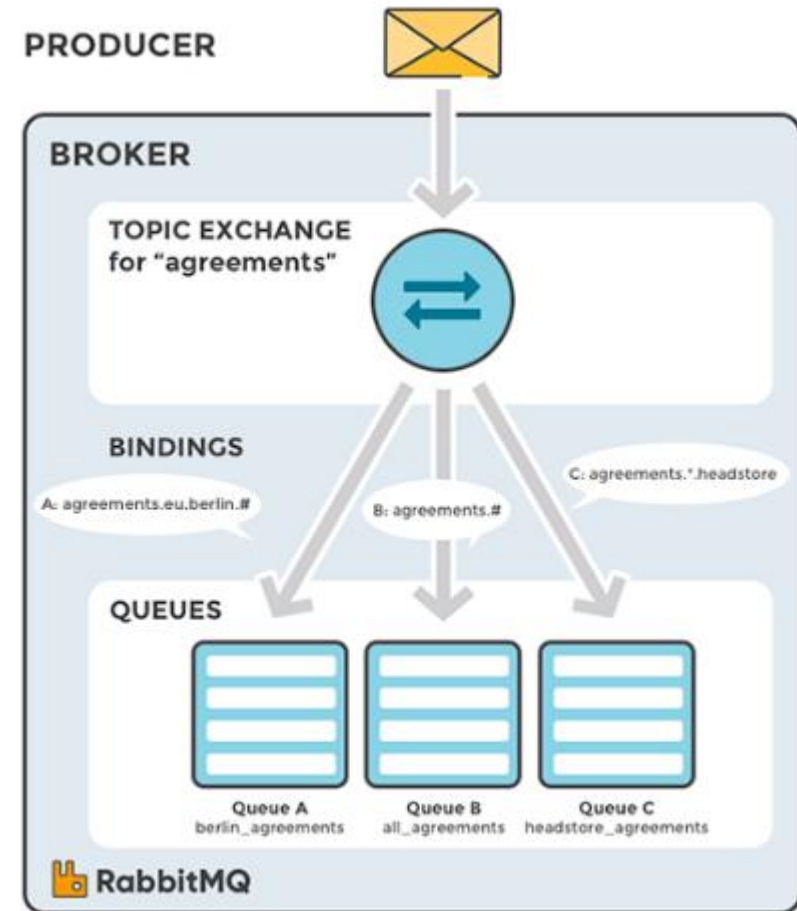 PRODUCER
BROKER
TOPIC EXCHANGE
for "agreements"
BINDINGS
A: agreements.eu.berlin.#
B: agreements.#
C: agreements.*.headstore
QUEUES
Queue A
berlin_agreements
Queue B
all_agreements
Queue C
headstore_agreements
RabbitMQ